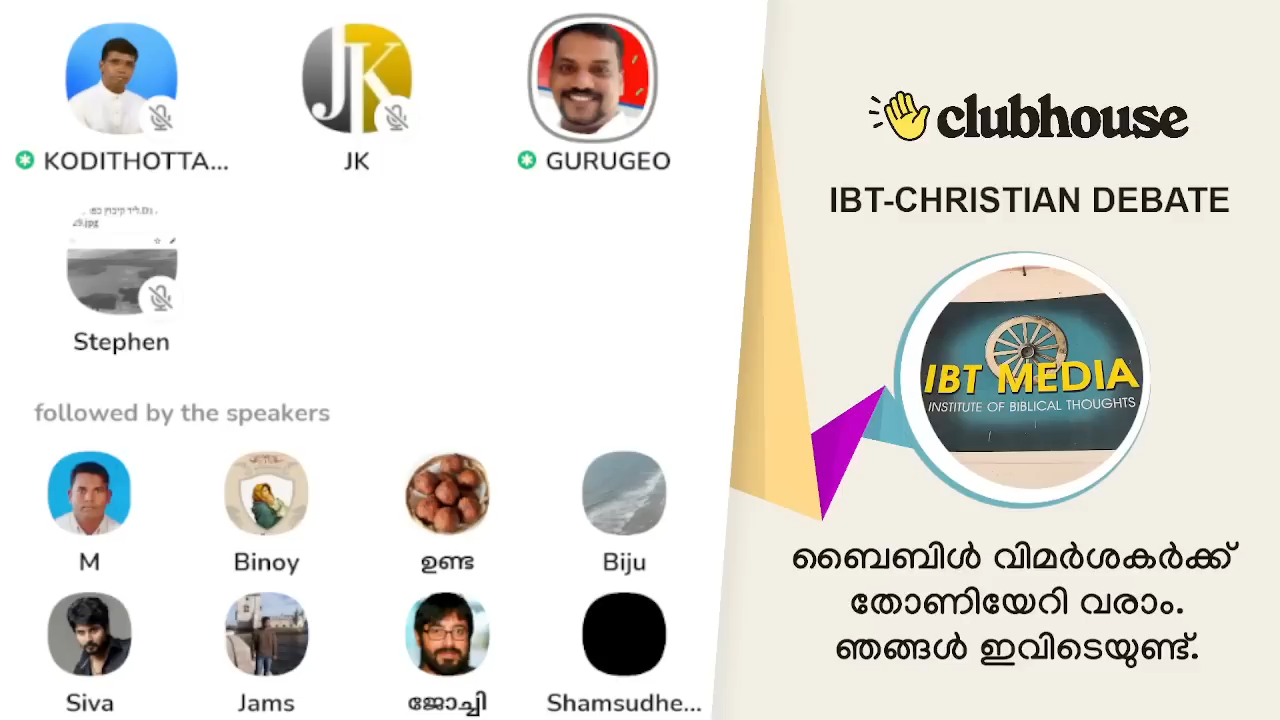 JK
KODITHOTTA...
JK
GURUGEO
Stephen
followed by the speakers
M
Binoy
ഉണ്ട
Biju
Siva
Jams
ജോച്ചി
Shamsudhe...
clubhouse
IBT-CHRISTIAN DEBATE
IBT MEDIA
INSTITUTE OF BIBLICAL THOUGHTS
ബൈബിൾ വിമർശകർക്ക്
തോണിയേറി വരാം.
ഞങ്ങൾ ഇവിടെയുണ്ട്.